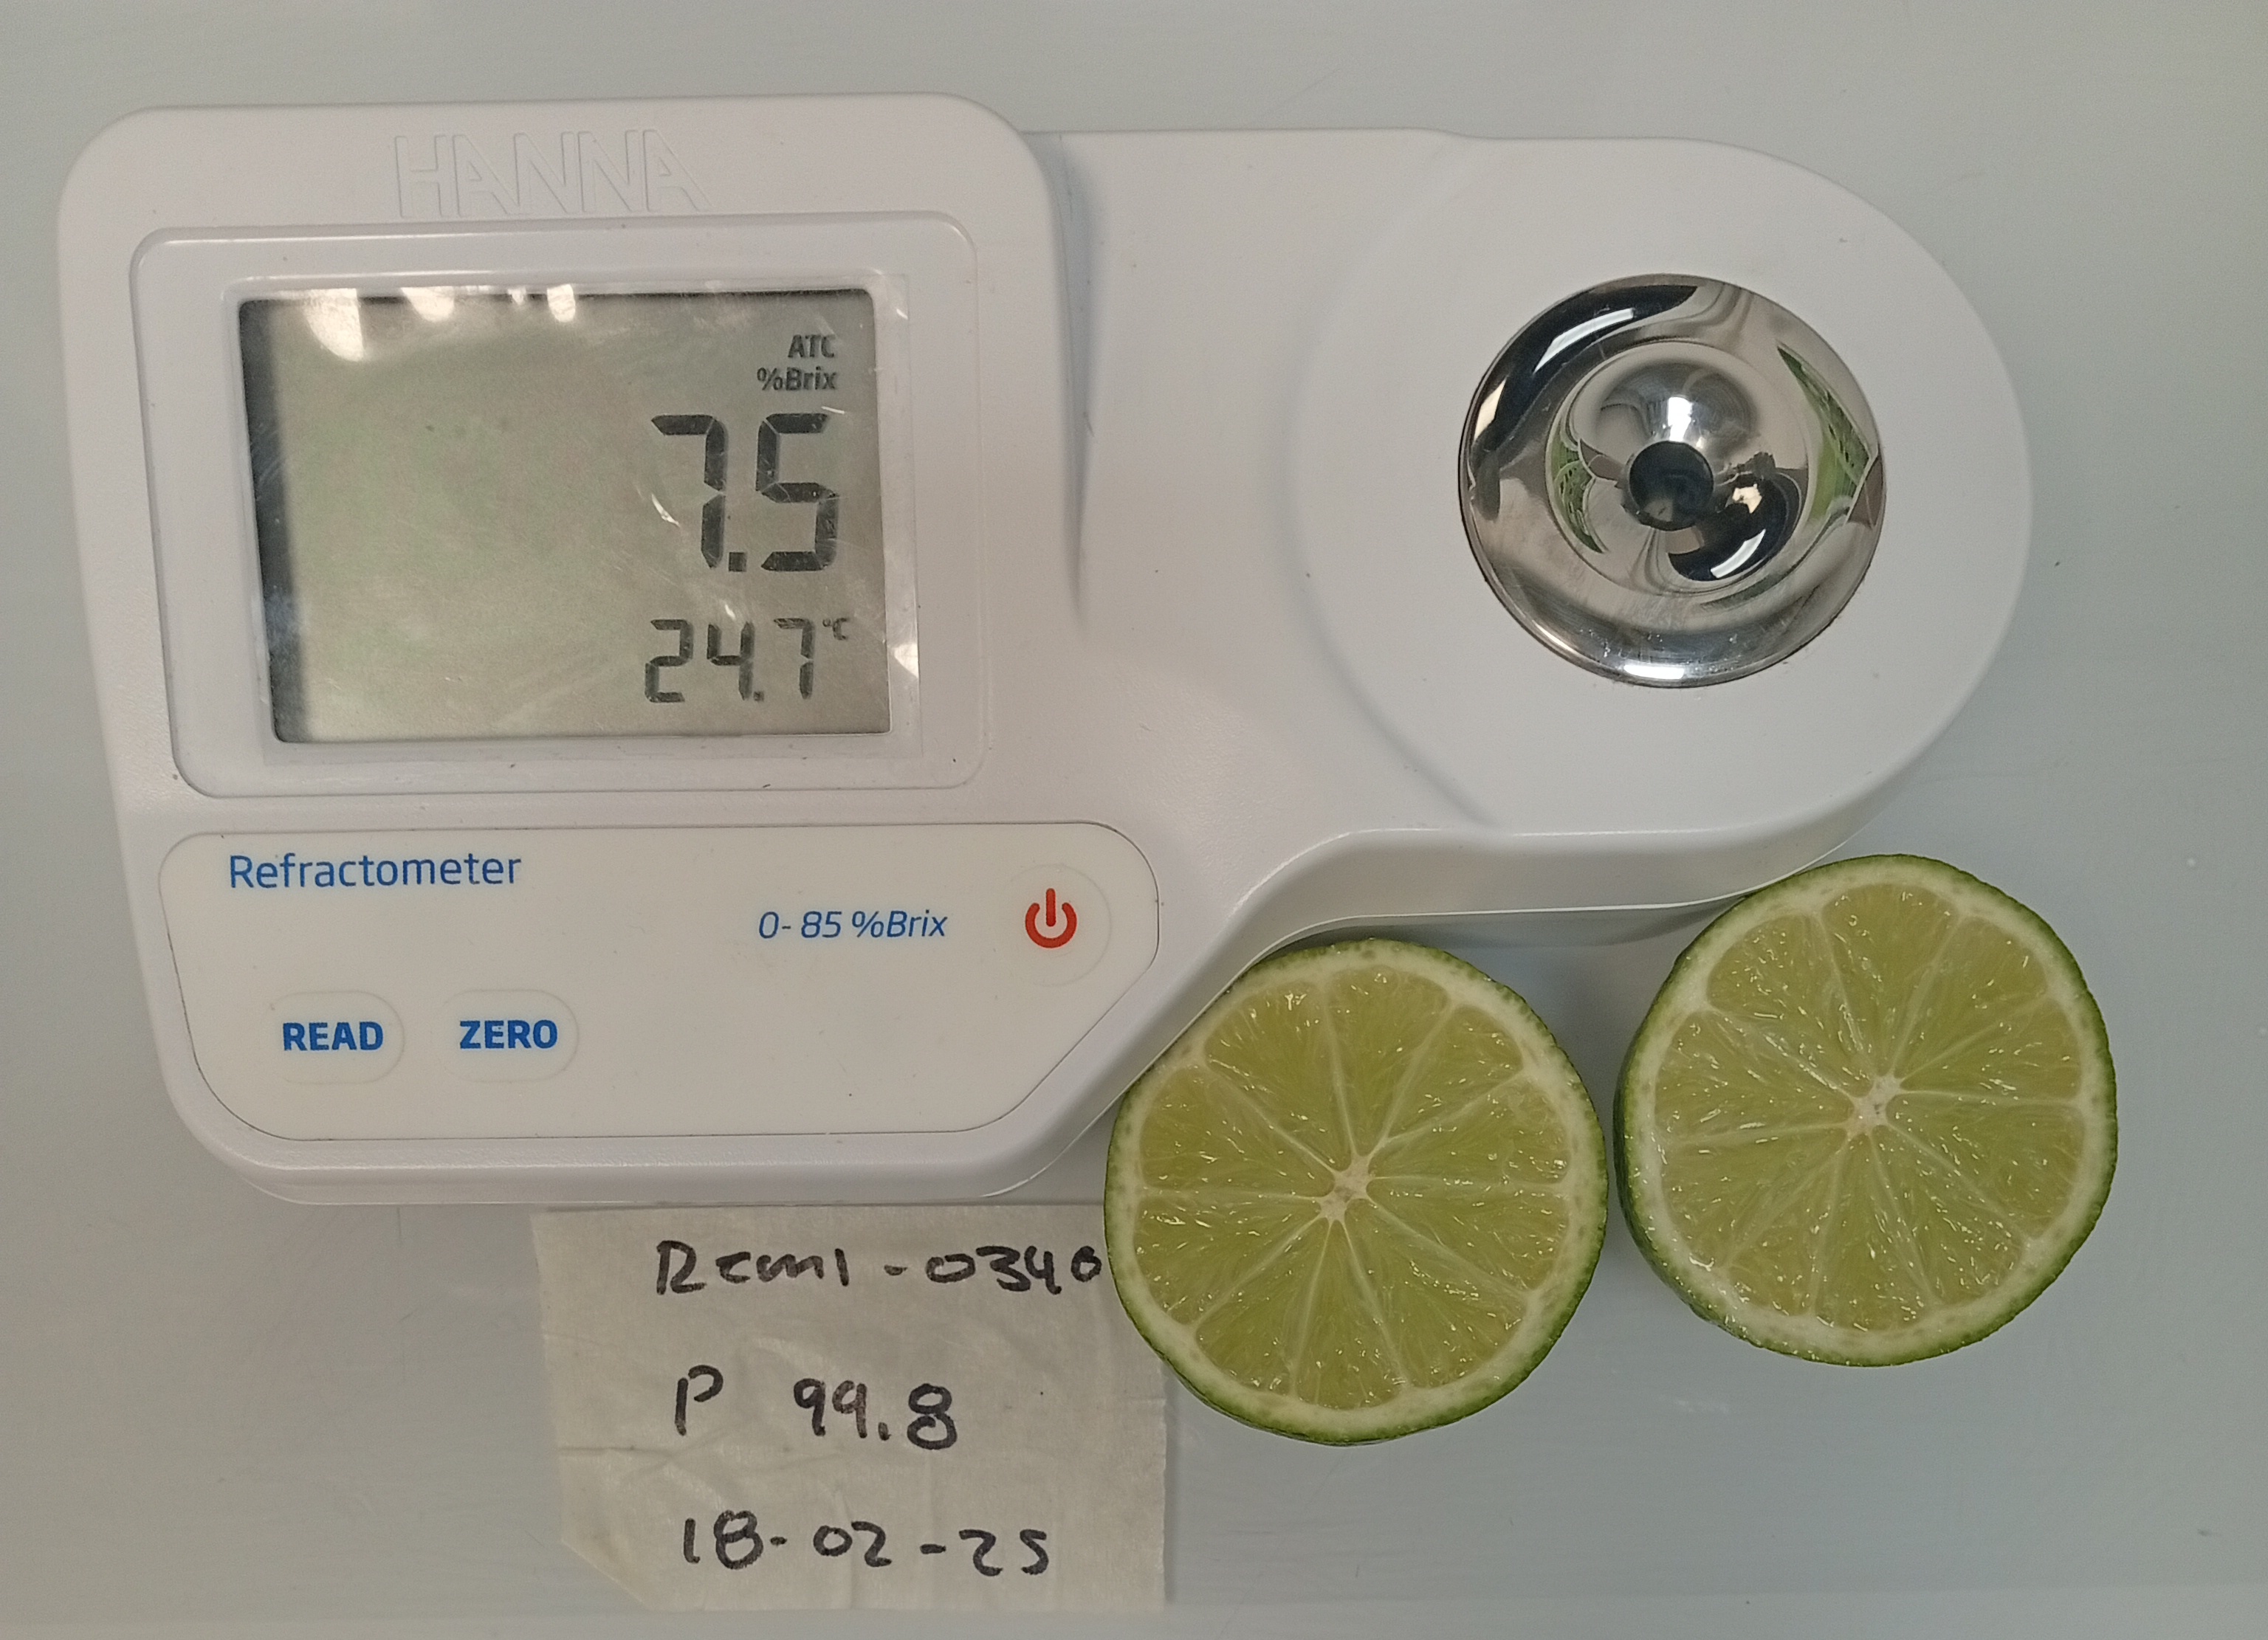 HANNA
ATC
%Brix
7.5
24.7°C
Refractometer
0-85 %Brix
READ ZERO
Remi-0340
P 99.8
18-02-25